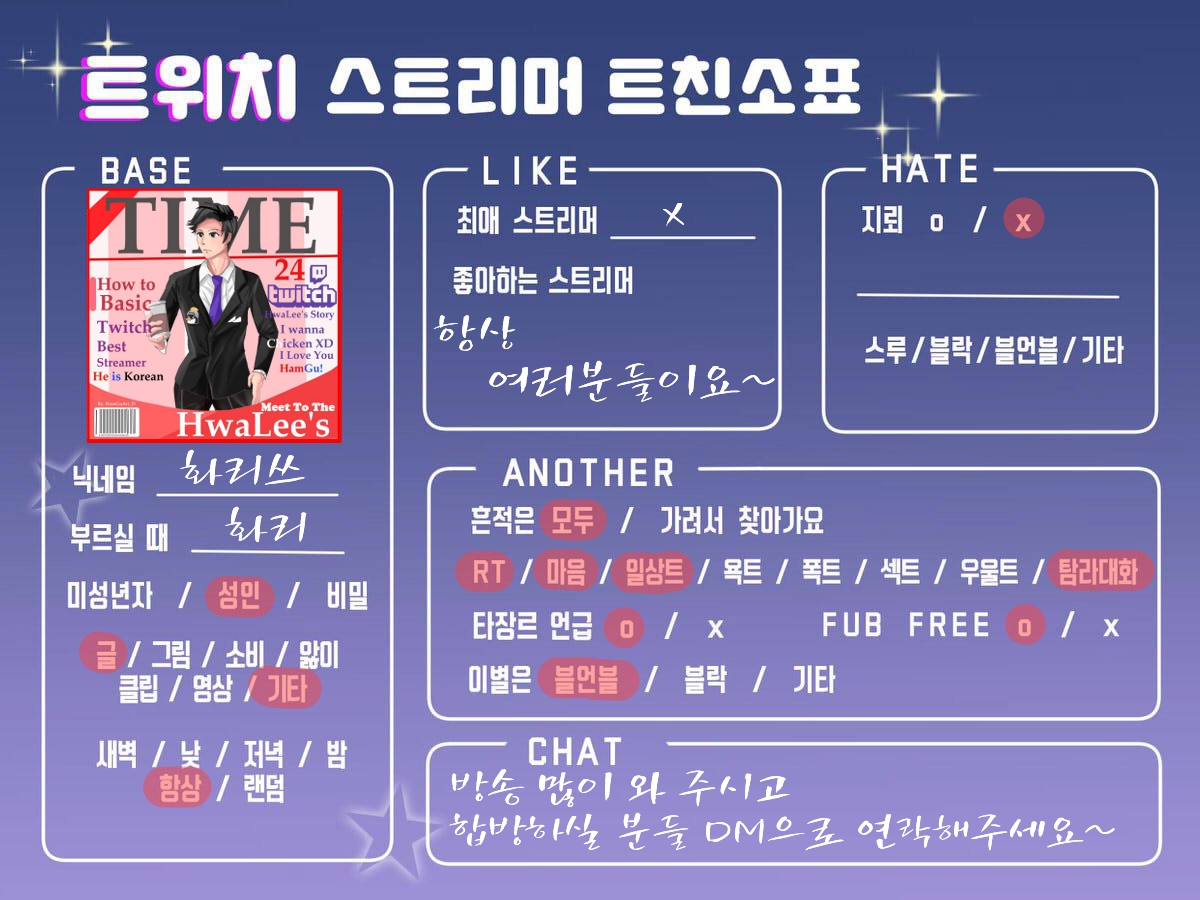 트위치 스트리머 트친소표
BASE
TIME
24
twitch
HwaLee's Story
How to
Basic
Twitch
Best
Streamer
He is Korean
I wanna
Chicken XD
I Love You
HamGu!
Meet To The
HwaLee's
닉네임 화리쓰
부르실 때 화리
미성년자 / 성인 / 비밀
글 / 그림 / 소비 / 앓이
클립 / 영상 / 기타
새벽 / 낮 / 저녁 / 밤
항상 / 랜덤
LIKE
최애 스트리머 X
좋아하는 스트리머
항상
여러분들이요~
HATE
지뢰 o / x
스루 / 블락 / 블언블 / 기타
ANOTHER
흔적은 모두 / 가려서 찾아가요
RT / 마음 / 일상트 / 욕트 / 폭트 / 섹트 / 우울트 / 탐라대화
타장르 언급 o / x FUB FREE o / x
이별은 블언블 / 블락 / 기타
CHAT
방송 많이 와 주시고
합방하실 분들 DM으로 연락해주세요~